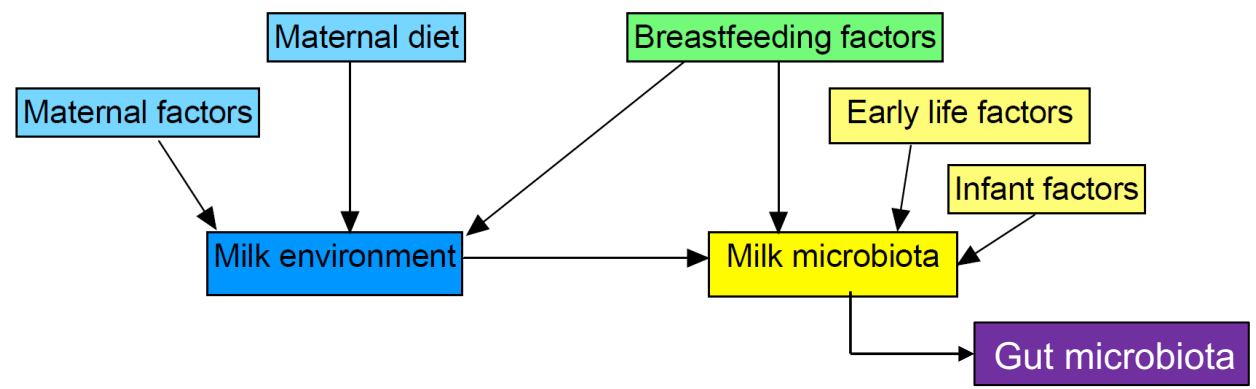 Maternal diet
Breastfeeding factors
Maternal factors
Early life factors
Infant factors
Milk environment
Milk microbiota
Gut microbiota